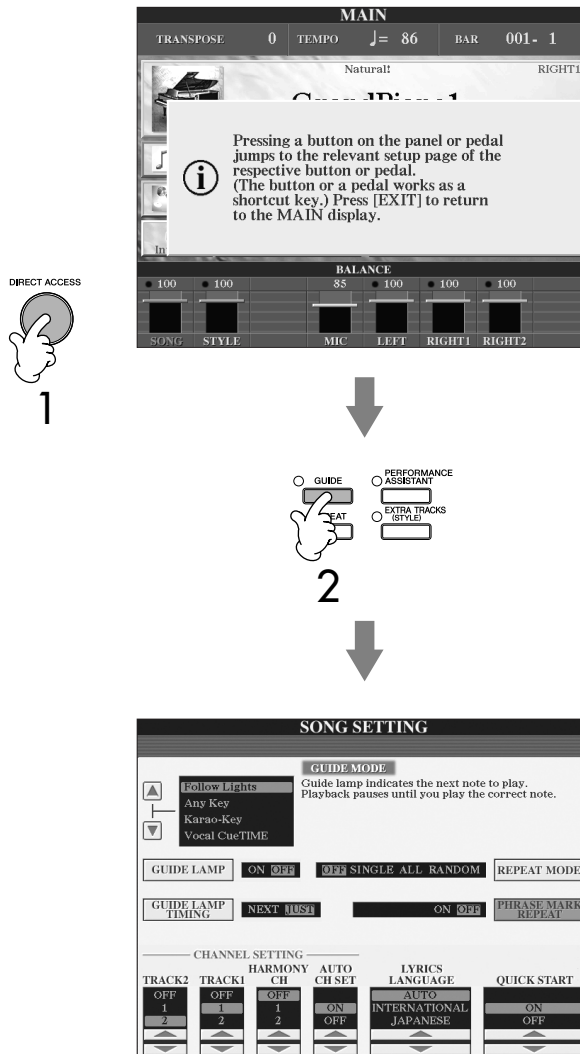 MAIN
TRANSPOSE 0 TEMPO ♩= 86 BAR 001- 1
Natural! RIGHT1
GrandPiano1
Pressing a button on the panel or pedal
jumps to the relevant setup page of the
respective button or pedal.
(The button or a pedal works as a
shortcut key.) Press [EXIT] to return
to the MAIN display.
In
BALANCE
100 100 85 100 100 100
SONG STYLE MIC LEFT RIGHT1 RIGHT2
DIRECT ACCESS
1
GUIDE
PERFORMANCE
ASSISTANT
EAT
EXTRA TRACKS
(STYLE)
2
SONG SETTING
GUIDE MODE
Follow Lights
Any Key
Karao-Key
Vocal CueTIME
Guide lamp indicates the next note to play.
Playback pauses until you play the correct note.
GUIDE LAMP ON OFF OFF SINGLE ALL RANDOM REPEAT MODE
GUIDE LAMP
TIMING
NEXT JUST ON OFF
PHRASE MARK
REPEAT
CHANNEL SETTING
TRACK2 TRACK1
HARMONY
CH
AUTO
CH SET
LYRICS
LANGUAGE
QUICK START
OFF OFF OFF AUTO
1 1 1 ON INTERNATIONAL ON
2 2 2 OFF JAPANESE OFF